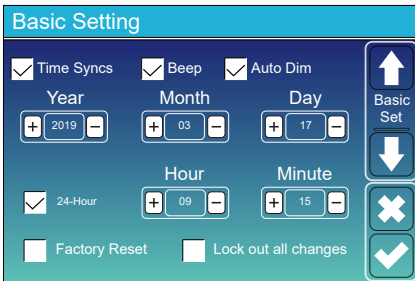 Basic Setting
Time Syncs Beep Auto Dim
Year Month Day
+ 2019 − + 03 − + 17 −
Basic
Set
Hour Minute
24-Hour + 09 − + 15 −
Factory Reset Lock out all changes